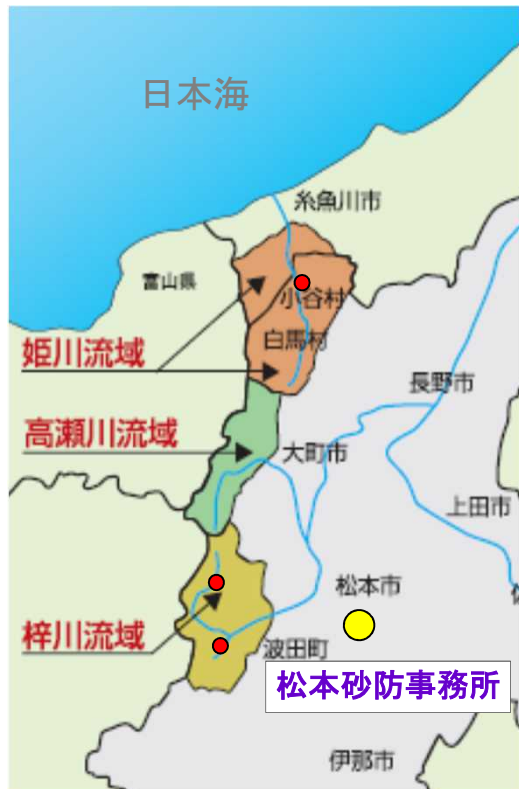 日本海
糸魚川市
富山県
小谷村
白馬村
姫川流域
長野市
高瀬川流域
大町市
上田市
松本市
梓川流域
波田町
松本砂防事務所
伊那市